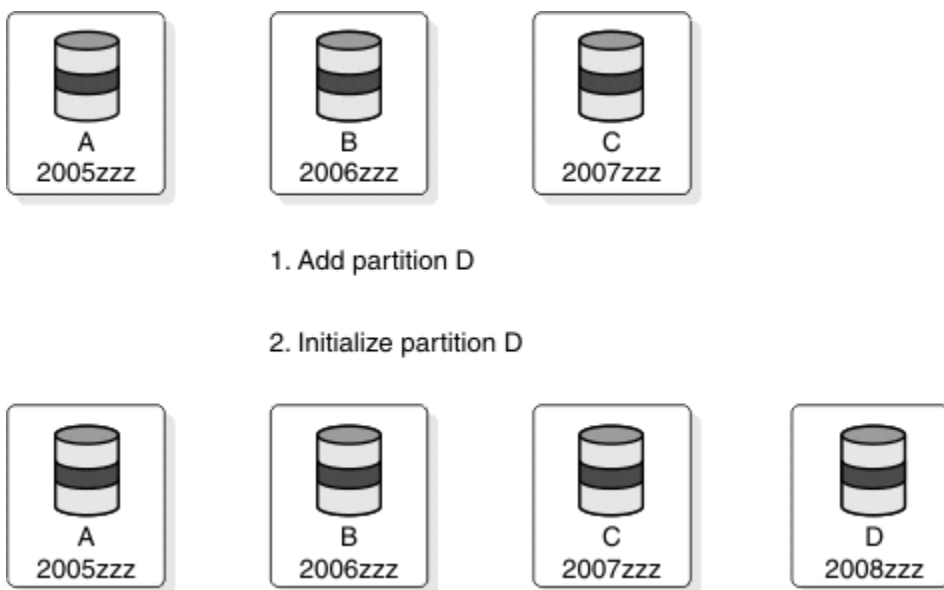 A B C
2005zzz 2006zzz 2007zzz
1. Add partition D
2. Initialize partition D
A B C D
2005zzz 2006zzz 2007zzz 2008zzz